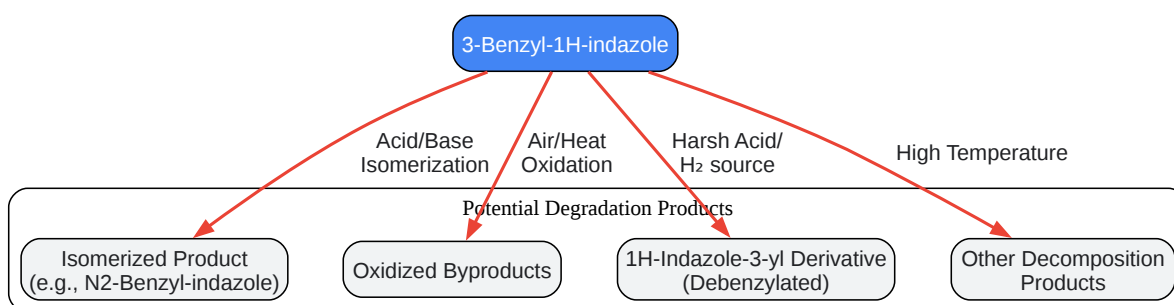 3-Benzyl-1H-indazole
Acid/Base
Isomerization
Air/Heat
Oxidation
Harsh Acid/
H₂ source
High Temperature
Potential Degradation Products
Isomerized Product
(e.g., N2-Benzyl-indazole)
Oxidized Byproducts
1H-Indazole-3-yl Derivative
(Debenzylated)
Other Decomposition
Products